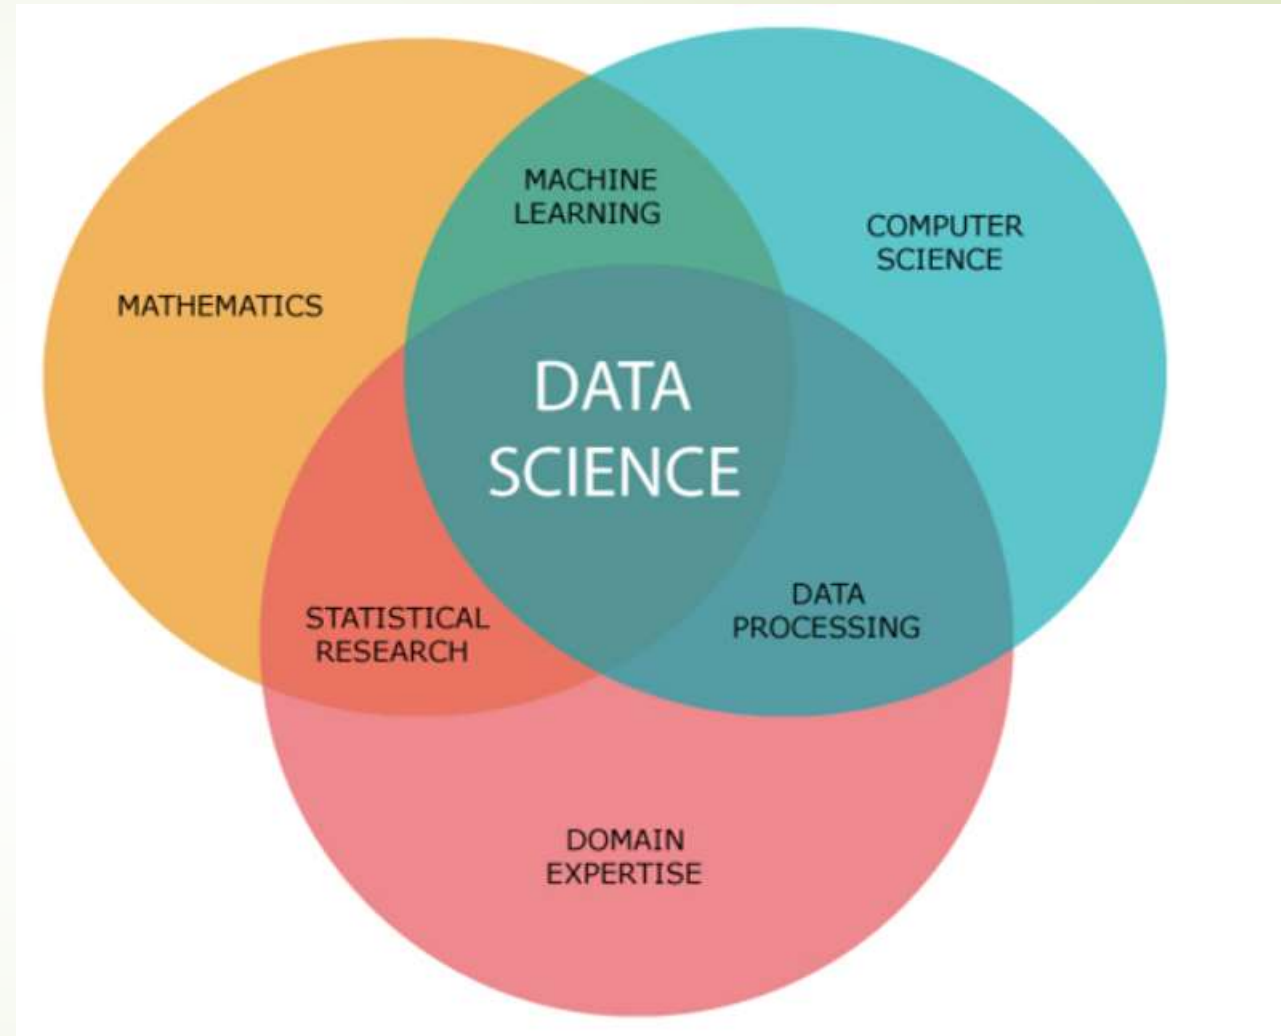 MACHINE
LEARNING
COMPUTER
SCIENCE
MATHEMATICS
DATA
SCIENCE
DATA
PROCESSING
STATISTICAL
RESEARCH
DOMAIN
EXPERTISE